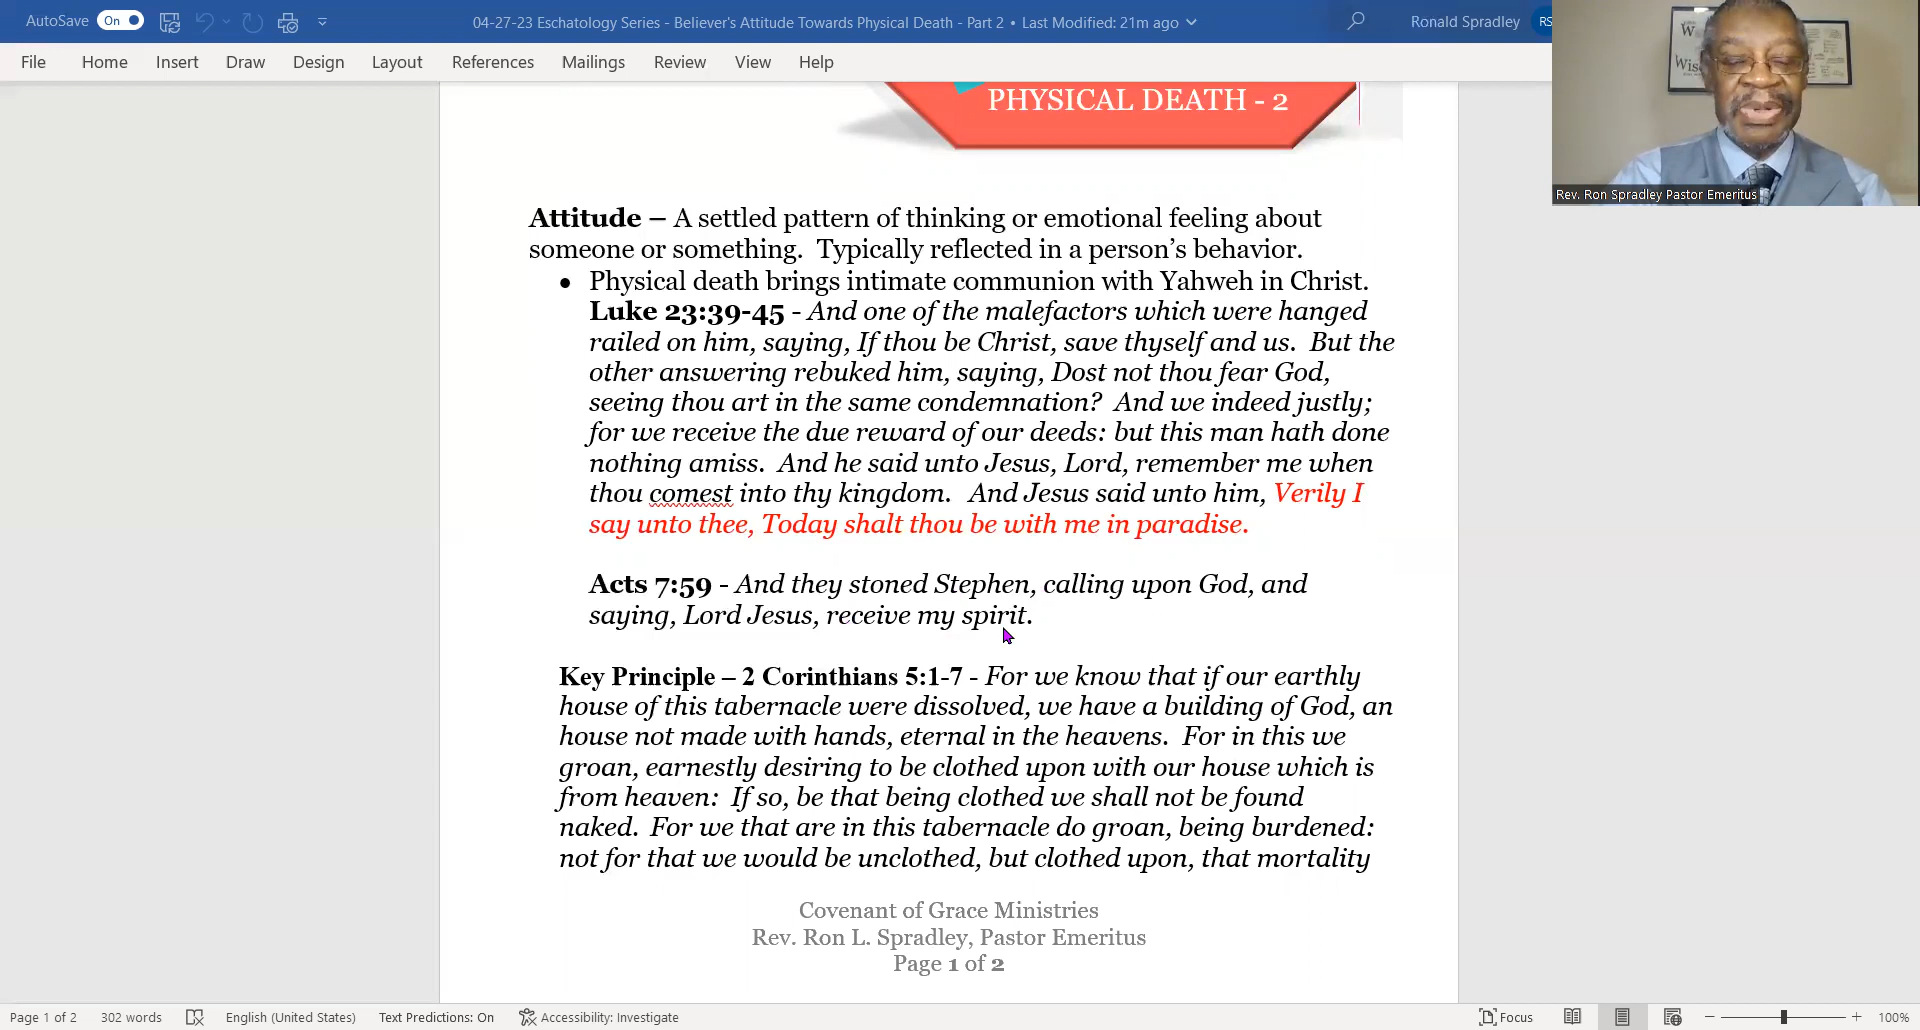 AutoSave On 04-27-23 Eschatology Series - Believer's Attitude Towards Physical Death - Part 2 • Last Modified: 21m ago Ronald Spradley RS
File Home Insert Draw Design Layout References Mailings Review View Help
PHYSICAL DEATH - 2
Rev. Ron Spradley Pastor Emeritus
Attitude – A settled pattern of thinking or emotional feeling about
someone or something. Typically reflected in a person’s behavior.
• Physical death brings intimate communion with Yahweh in Christ.
Luke 23:39-45 - And one of the malefactors which were hanged
railed on him, saying, If thou be Christ, save thyself and us. But the
other answering rebuked him, saying, Dost not thou fear God,
seeing thou art in the same condemnation? And we indeed justly;
for we receive the due reward of our deeds: but this man hath done
nothing amiss. And he said unto Jesus, Lord, remember me when
thou comest into thy kingdom. And Jesus said unto him, Verily I
say unto thee, Today shalt thou be with me in paradise.
Acts 7:59 - And they stoned Stephen, calling upon God, and
saying, Lord Jesus, receive my spirit.
Key Principle – 2 Corinthians 5:1-7 - For we know that if our earthly
house of this tabernacle were dissolved, we have a building of God, an
house not made with hands, eternal in the heavens. For in this we
groan, earnestly desiring to be clothed upon with our house which is
from heaven: If so, be that being clothed we shall not be found
naked. For we that are in this tabernacle do groan, being burdened:
not for that we would be unclothed, but clothed upon, that mortality
Covenant of Grace Ministries
Rev. Ron L. Spradley, Pastor Emeritus
Page 1 of 2
Page 1 of 2 302 words English (United States) Text Predictions: On Accessibility: Investigate Focus 100%